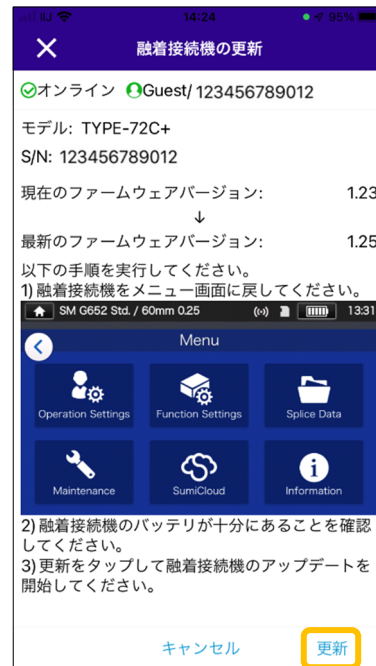 IIJ 14:24 95%
融着接続機の更新
オンライン Guest/ 123456789012
モデル: TYPE-72C+
S/N: 123456789012
現在のファームウェアバージョン: 1.23
↓
最新のファームウェアバージョン: 1.25
以下の手順を実行してください。
1) 融着接続機をメニュー画面に戻してください。
SM G652 Std. / 60mm 0.25 13:31
Menu
Operation Settings Function Settings Splice Data
Maintenance SumiCloud Information
2) 融着接続機のバッテリが十分にあることを確認
してください。
3) 更新をタップして融着接続機のアップデートを
開始してください。
キャンセル 更新